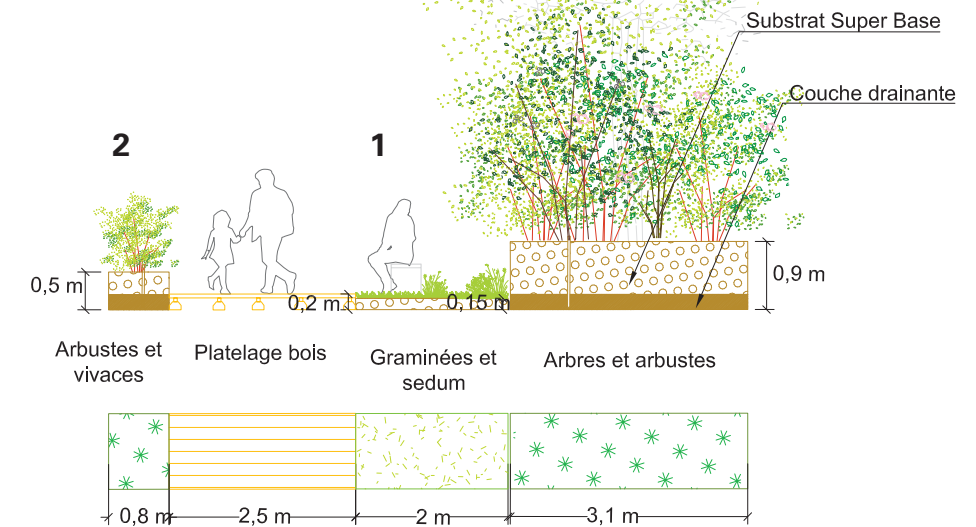 Substrat Super Base
Couche drainante
2
1
0,5 m
0,2 m
0,15 m
0,9 m
Arbustes et
vivaces
Platelage bois
Graminées et
sedum
Arbres et arbustes
0,8 m
2,5 m
2 m
3,1 m